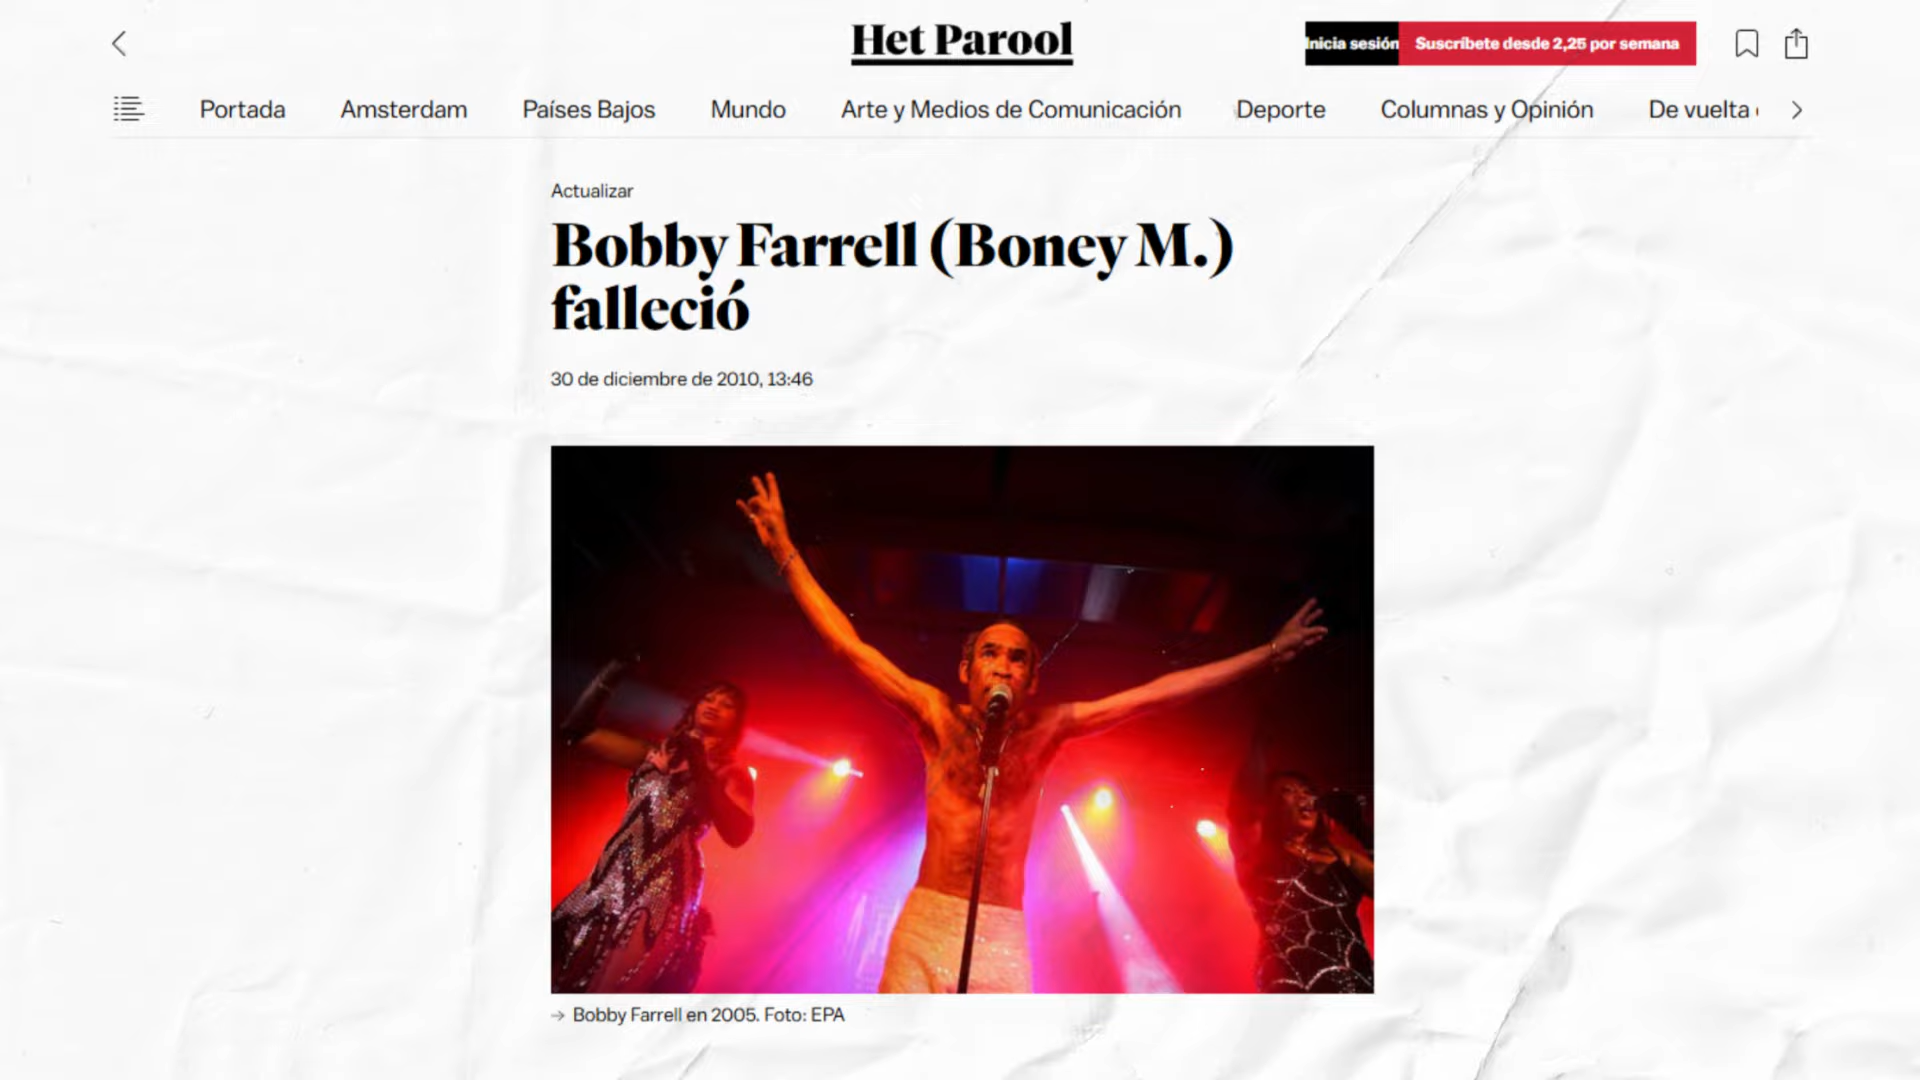 Het Parool
Inicia sesión
Suscríbete desde 2,25 por semana
Portada
Amsterdam
Países Bajos
Mundo
Arte y Medios de Comunicación
Deporte
Columnas y Opinión
De vuelta
Actualizar
Bobby Farrell (Boney M.)
falleció
30 de diciembre de 2010, 13:46
→ Bobby Farrell en 2005. Foto: EPA